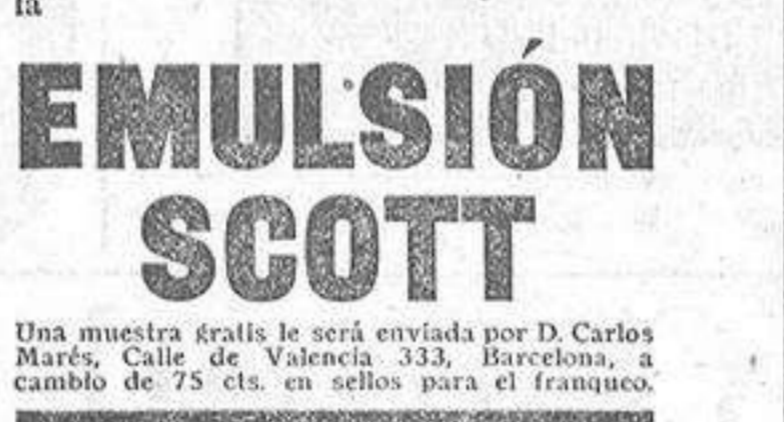 la
EMULSIÓN
SCOTT
Una muestra gratis le será enviada por D. Carlos
Marés, Calle de Valencia 333, Barcelona, a
cambio de 75 cts. en sellos para el franqueo.